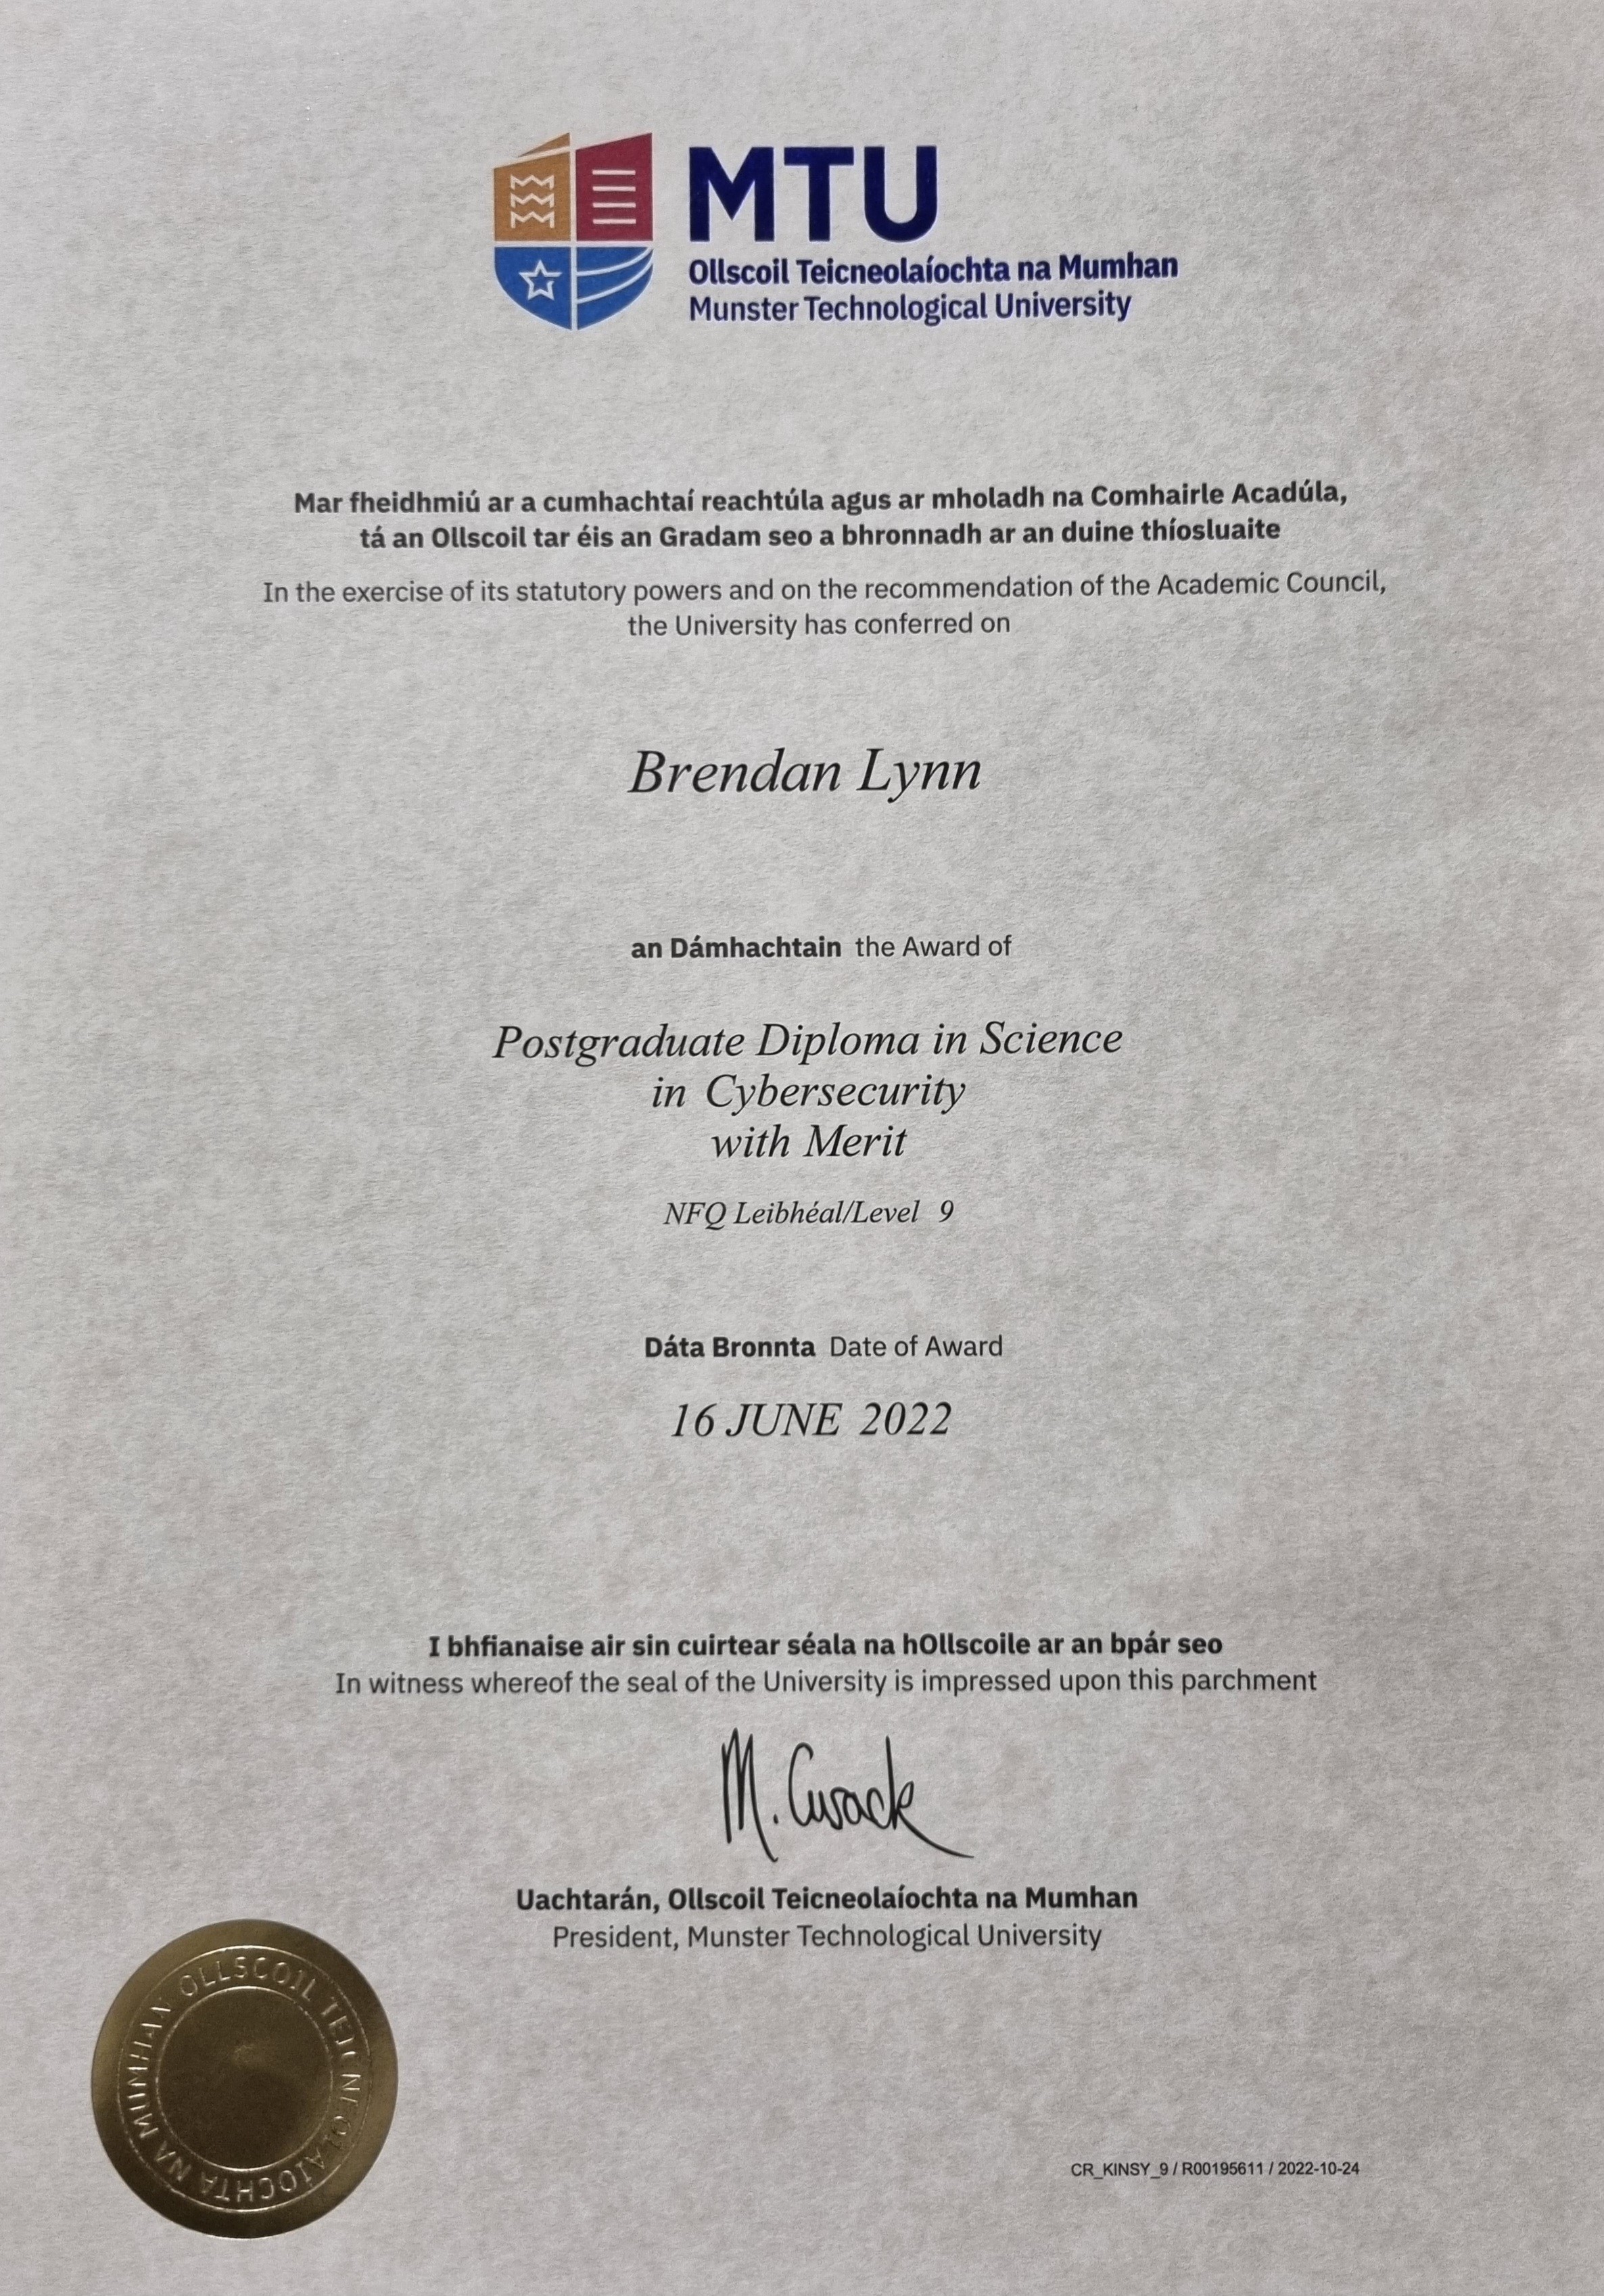 MTU
Ollscoil Teicneolaíochta na Mumhan
Munster Technological University
Mar fheidhmiú ar a cumhachtaí reachtúla agus ar mholadh na Comhairle Acadúla,
tá an Ollscoil tar éis an Gradam seo a bhronnadh ar an duine thíosluaite
In the exercise of its statutory powers and on the recommendation of the Academic Council,
the University has conferred on
Brendan Lynn
an Dámhachtain the Award of
Postgraduate Diploma in Science
in Cybersecurity
with Merit
NFQ Leibhéal/Level 9
Dáta Bronnta Date of Award
16 JUNE 2022
I bhfianaise air sin cuirtear séala na hOllscoile ar an bpár seo
In witness whereof the seal of the University is impressed upon this parchment
M. Cusack
Uachtarán, Ollscoil Teicneolaíochta na Mumhan
President, Munster Technological University
OLLSCOIL TEICNEOLAÍOCHTA NA MUMHAN
CR_KINSY_9 / R00195611 / 2022-10-24